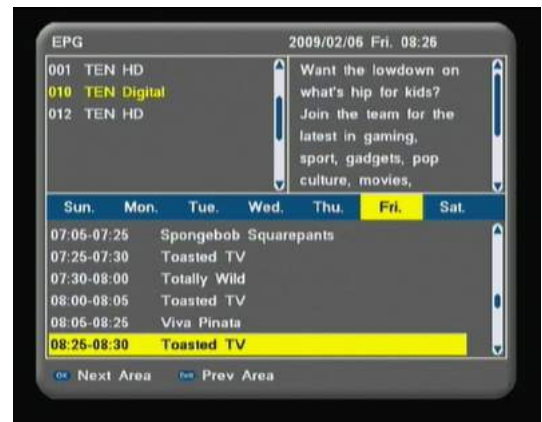 EPG 2009/02/06 Fri. 08:26
001 TEN HD
010 TEN Digital
012 TEN HD
Want the lowdown on
what's hip for kids?
Join the team for the
latest in gaming,
sport, gadgets, pop
culture, movies,
Sun. Mon. Tue. Wed. Thu. Fri. Sat.
07:05-07:25 Spongebob Squarepants
07:25-07:30 Toasted TV
07:30-08:00 Totally Wild
08:00-08:05 Toasted TV
08:05-08:25 Viva Pinata
08:25-08:30 Toasted TV
OK Next Area Exit Prev Area